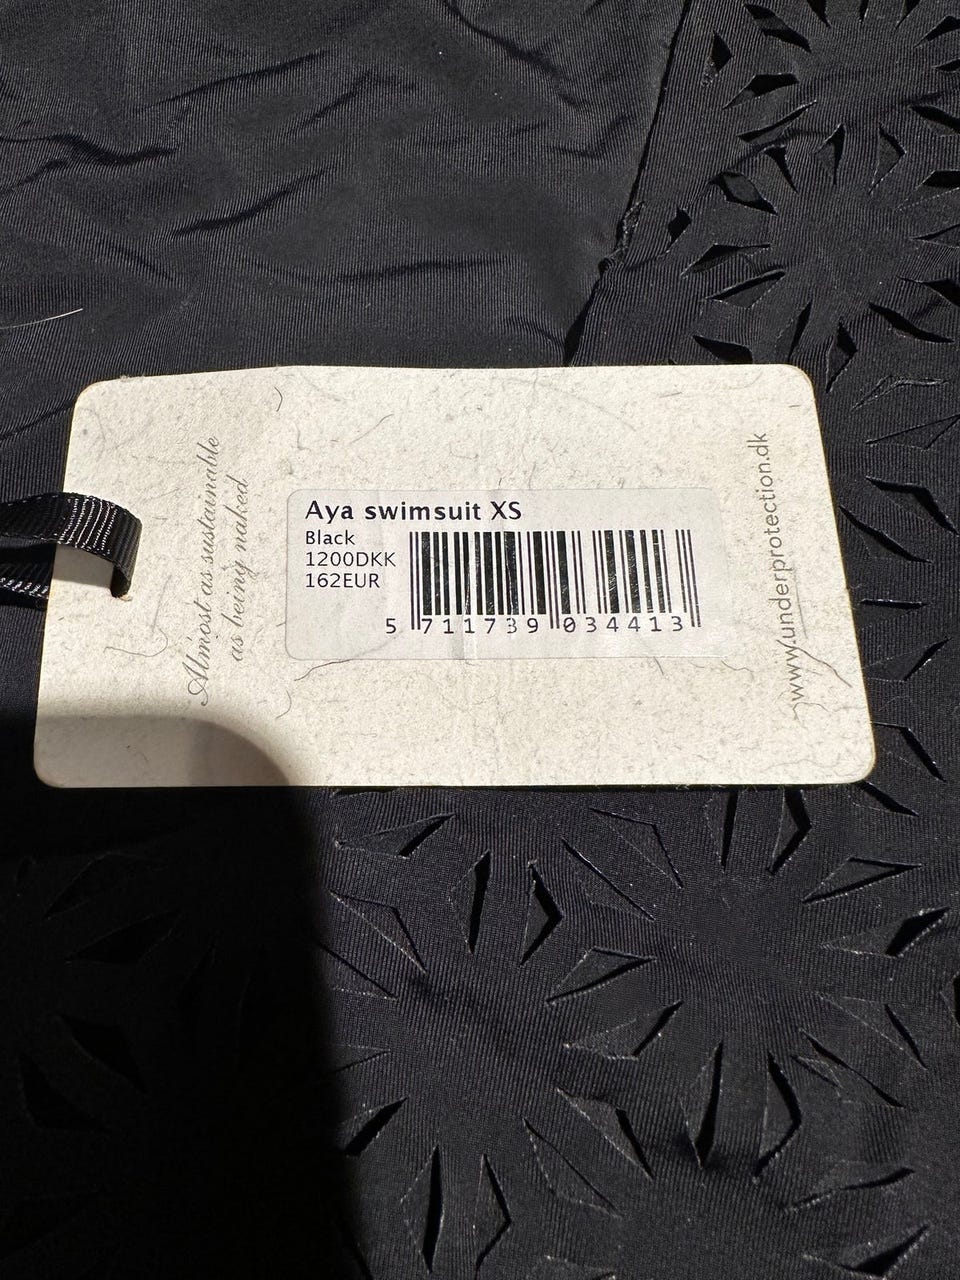 Almost as sustainable
as being naked
Aya swimsuit XS
Black
1200DKK
162EUR
5 711739 034413
www.underprotection.dk